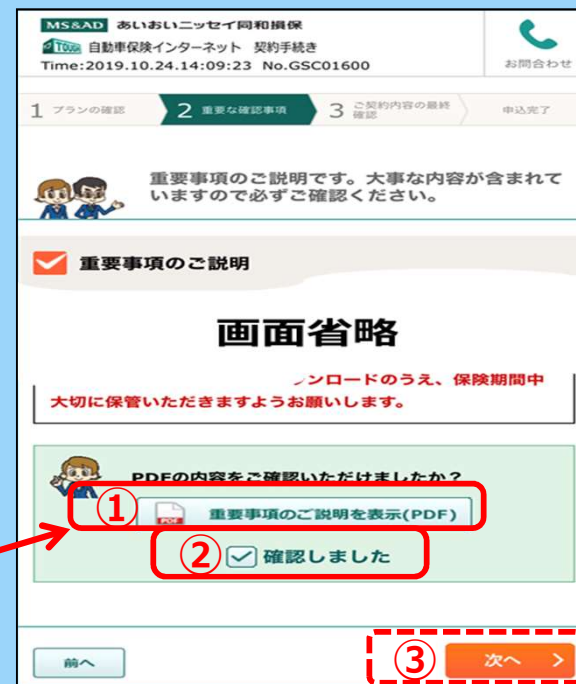 MS&AD あいおいニッセイ同和損保
TOUGH 自動車保険インターネット 契約手続き
Time:2019.10.24.14:09:23 No.GSC01600
お問合わせ
1 プランの確認
2 重要な確認事項
3 ご契約内容の最終
確認
申込完了
重要事項のご説明です。大事な内容が含まれて
いますので必ずご確認ください。
重要事項のご説明
画面省略
ンロードのうえ、保険期間中
大切に保管いただきますようお願いします。
PDFの内容をご確認いただけましたか？
① PDF 重要事項のご説明を表示(PDF)
② 確認しました
前へ
③ 次へ >